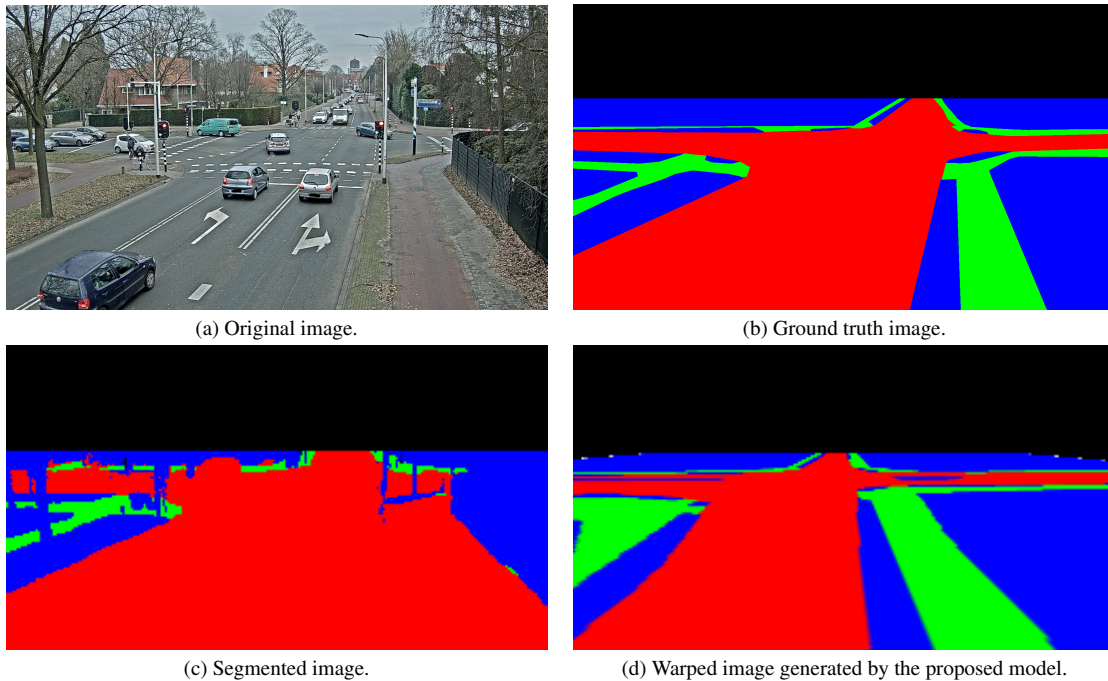 (a) Original image.
(b) Ground truth image.
(c) Segmented image.
(d) Warped image generated by the proposed model.